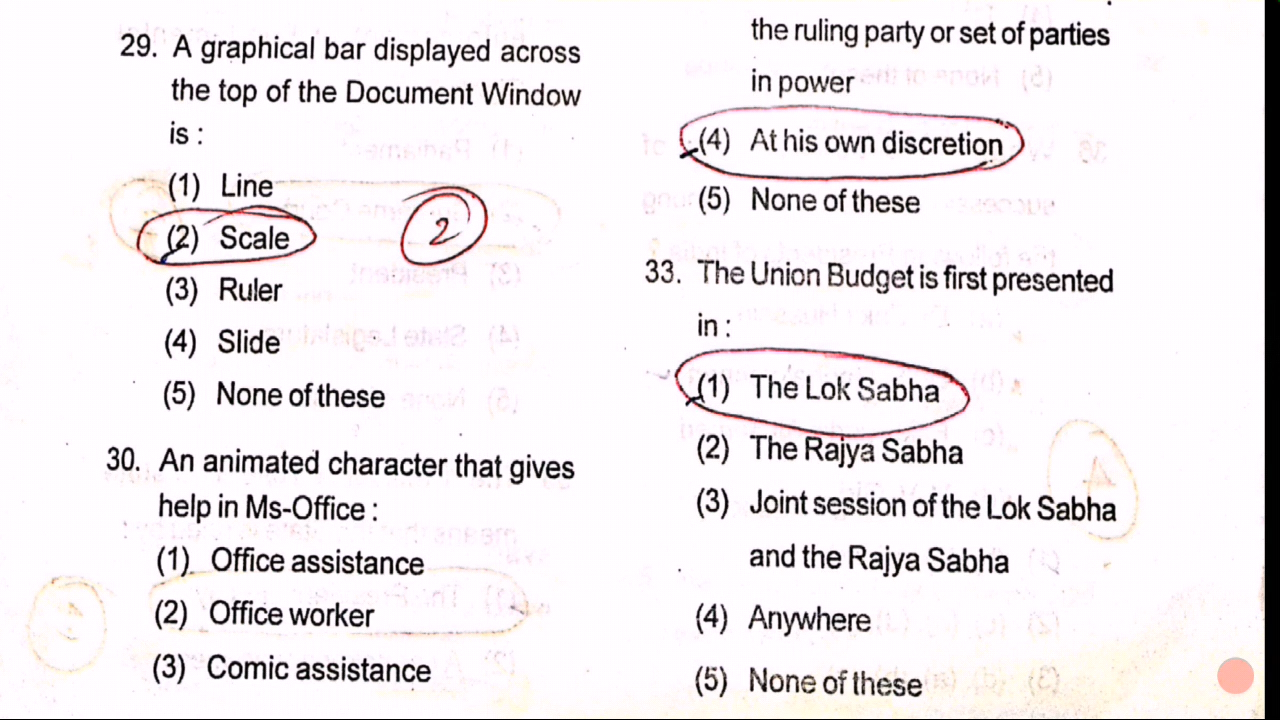 29. A graphical bar displayed across
the top of the Document Window
is :
(1) Line
(2) Scale
2
(3) Ruler
(4) Slide
(5) None of these
30. An animated character that gives
help in Ms-Office :
(1) Office assistance
(2) Office worker
(3) Comic assistance
the ruling party or set of parties
in power
(4) At his own discretion
(5) None of these
33. The Union Budget is first presented
in :
(1) The Lok Sabha
(2) The Rajya Sabha
(3) Joint session of the Lok Sabha
and the Rajya Sabha
(4) Anywhere
(5) None of these